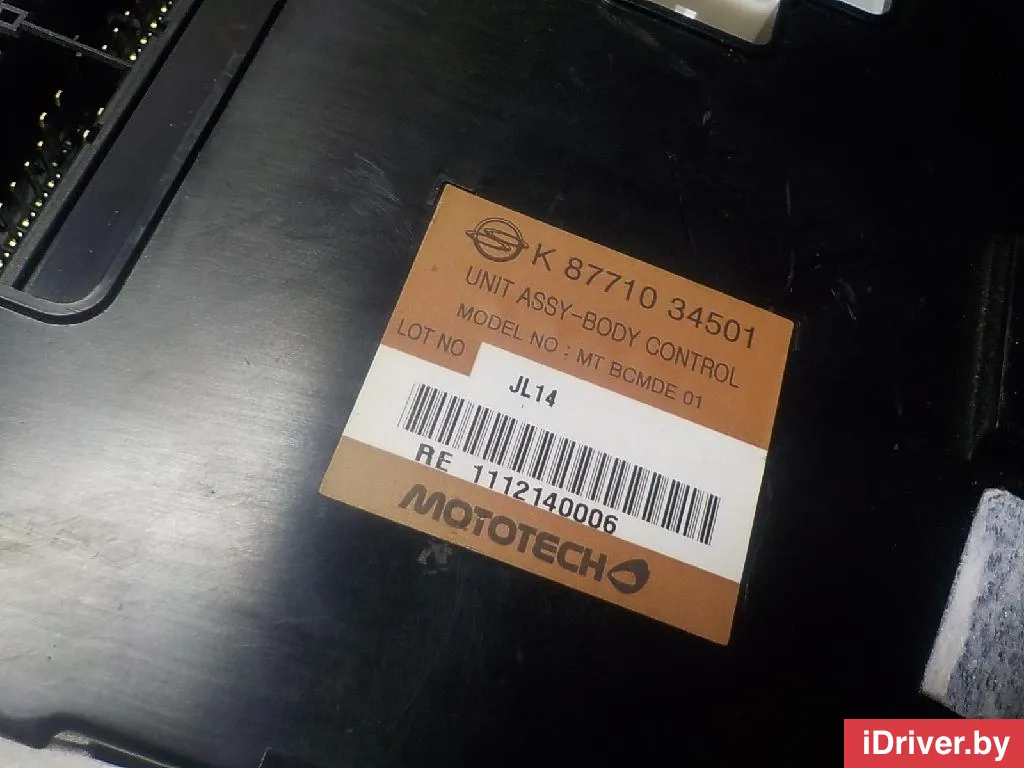 K 87710 34501
UNIT ASSY-BODY CONTROL
MODEL NO : MT BCMDE 01
LOT NO
JL14
RE 1112140006
MOTOTECH
iDriver.by